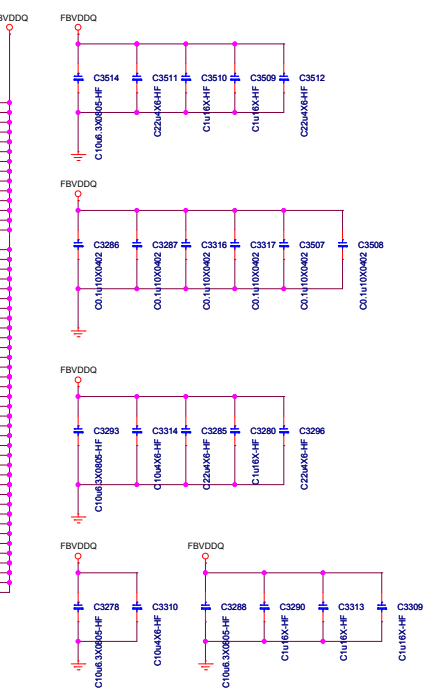 BVDDQ
FBVDDQ
C3514
C3511
C3510
C3509
C3512
C10u6.3X0805-HF
C22u4X6-HF
C1u16X-HF
C1u16X-HF
C22u4X6-HF
FBVDDQ
C3286
C3287
C3316
C3317
C3507
C3508
C0.1u10X0402
C0.1u10X0402
C0.1u10X0402
C0.1u10X0402
C0.1u10X0402
C0.1u10X0402
FBVDDQ
C3293
C3314
C3285
C3280
C3296
C10u6.3X0805-HF
C10u4X6-HF
C22u4X6-HF
C1u16X-HF
C22u4X6-HF
FBVDDQ
FBVDDQ
C3278
C3310
C3288
C3290
C3313
C3309
C10u6.3X0805-HF
C10u4X6-HF
C10u6.3X0805-HF
C1u16X-HF
C1u16X-HF
C1u16X-HF